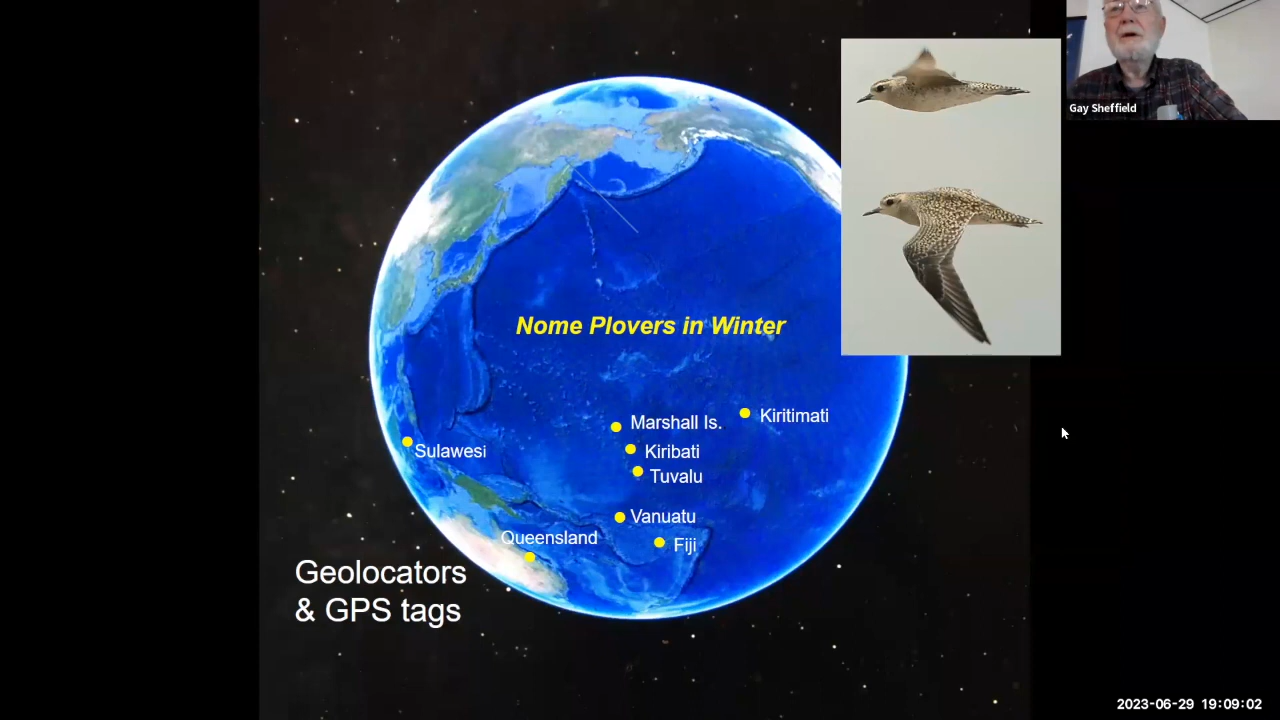 Gay Sheffield
Nome Plovers in Winter
Kiritimati
Marshall Is.
Kiribati
Sulawesi
Tuvalu
Vanuatu
Queensland
Fiji
Geolocators
& GPS tags
2023-06-29 19:09:02